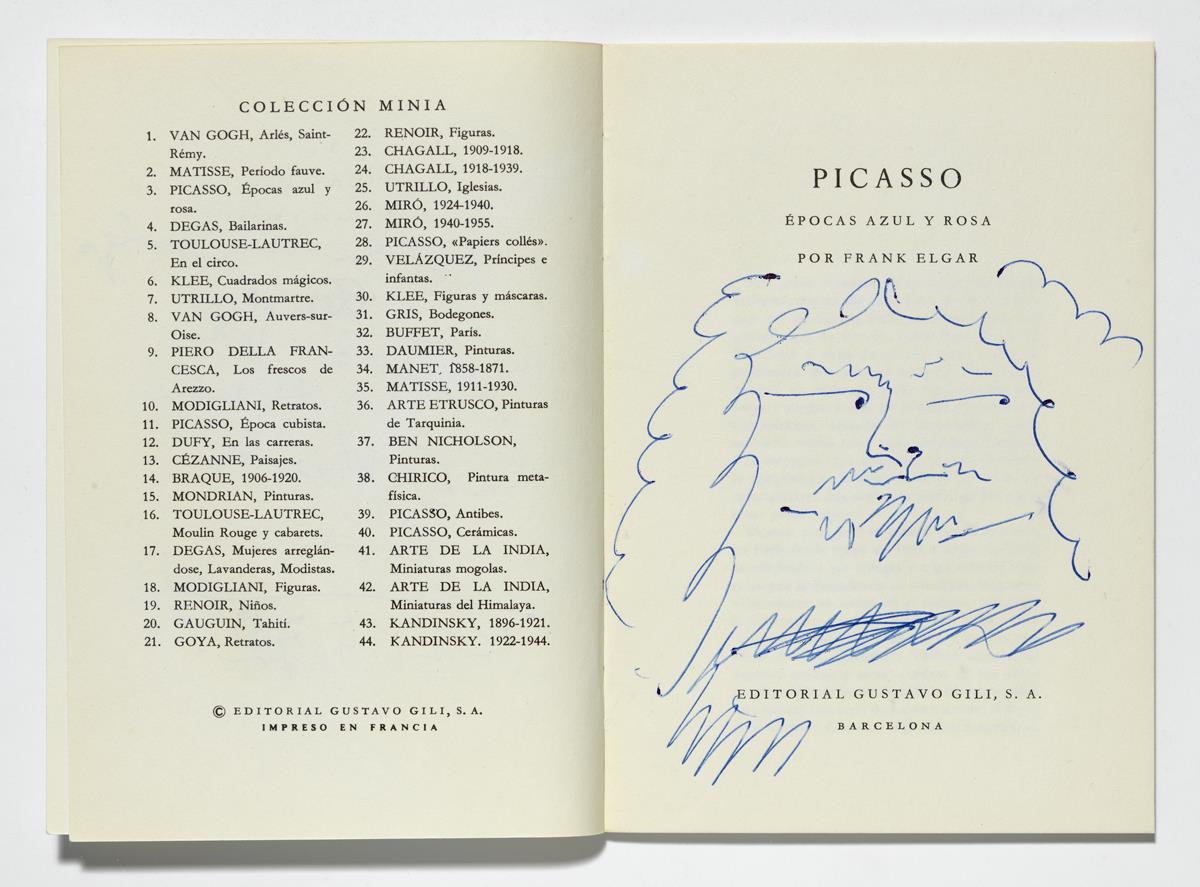 COLECCIÓN MINIA
1. VAN GOGH, Arlés, Saint-
Rémy.
2. MATISSE, Período fauve.
3. PICASSO, Épocas azul y
rosa.
4. DEGAS, Bailarinas.
5. TOULOUSE-LAUTREC,
En el circo.
6. KLEE, Cuadrados mágicos.
7. UTRILLO, Montmartre.
8. VAN GOGH, Auvers-sur-
Oise.
9. PIERO DELLA FRAN-
CESCA, Los frescos de
Arezzo.
10. MODIGLIANI, Retratos.
11. PICASSO, Época cubista.
12. DUFY, En las carreras.
13. CÉZANNE, Paisajes.
14. BRAQUE, 1906-1920.
15. MONDRIAN, Pinturas.
16. TOULOUSE-LAUTREC,
Moulin Rouge y cabarets.
17. DEGAS, Mujeres arreglán-
dose, Lavanderas, Modistas.
18. MODIGLIANI, Figuras.
19. RENOIR, Niños.
20. GAUGUIN, Tahití.
21. GOYA, Retratos.
22. RENOIR, Figuras.
23. CHAGALL, 1909-1918.
24. CHAGALL, 1918-1939.
25. UTRILLO, Iglesias.
26. MIRÓ, 1924-1940.
27. MIRÓ, 1940-1955.
28. PICASSO, «Papiers collés».
29. VELÁZQUEZ, Príncipes e
infantas.
30. KLEE, Figuras y máscaras.
31. GRIS, Bodegones.
32. BUFFET, París.
33. DAUMIER, Pinturas.
34. MANET, 1858-1871.
35. MATISSE, 1911-1930.
36. ARTE ETRUSCO, Pinturas
de Tarquinia.
37. BEN NICHOLSON,
Pinturas.
38. CHIRICO, Pintura meta-
física.
39. PICASSO, Antibes.
40. PICASSO, Cerámicas.
41. ARTE DE LA INDIA,
Miniaturas mogolas.
42. ARTE DE LA INDIA,
Miniaturas del Himalaya.
43. KANDINSKY, 1896-1921.
44. KANDINSKY. 1922-1944.
© EDITORIAL GUSTAVO GILI, S. A.
IMPRESO EN FRANCIA
PICASSO
ÉPOCAS AZUL Y ROSA
POR FRANK ELGAR
EDITORIAL GUSTAVO GILI, S. A.
BARCELONA